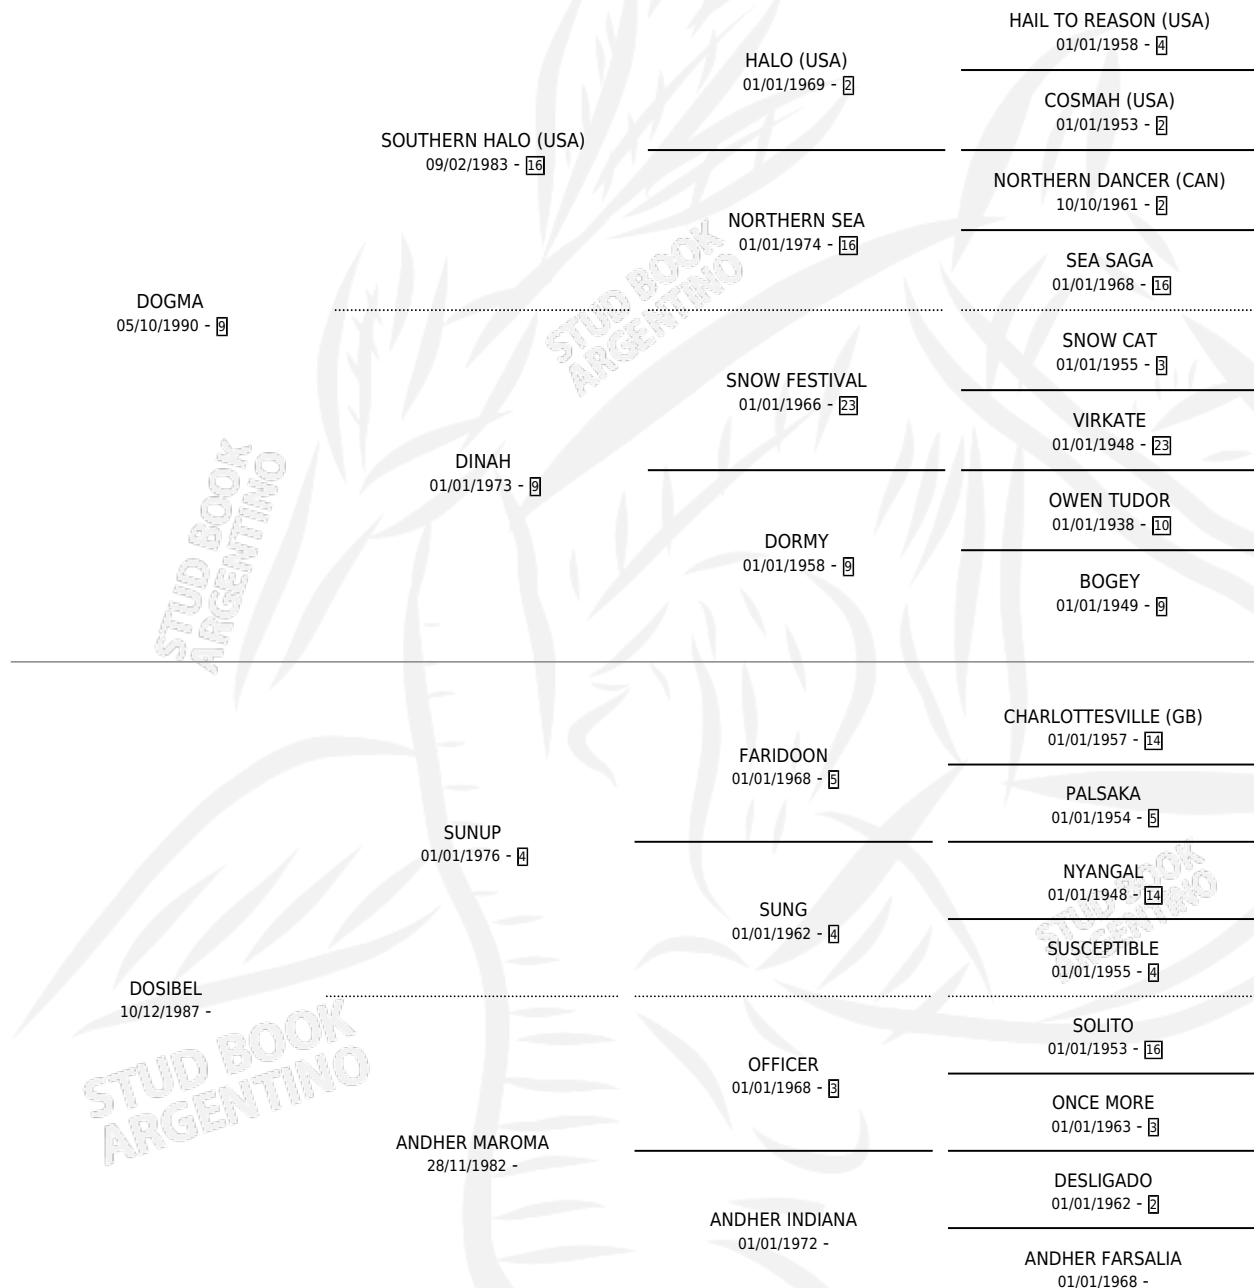 HAIL TO REASON (USA)
01/01/1958 - 4
HALO (USA)
01/01/1969 - 2
COSMAH (USA)
01/01/1953 - 2
SOUTHERN HALO (USA)
09/02/1983 - 16
NORTHERN DANCER (CAN)
10/10/1961 - 2
NORTHERN SEA
01/01/1974 - 16
SEA SAGA
01/01/1968 - 16
DOGMA
05/10/1990 - 9
SNOW CAT
01/01/1955 - 3
SNOW FESTIVAL
01/01/1966 - 23
VIRKATE
01/01/1948 - 23
DINAH
01/01/1973 - 9
OWEN TUDOR
01/01/1938 - 10
DORMY
01/01/1958 - 9
BOGEY
01/01/1949 - 9
CHARLOTTESVILLE (GB)
01/01/1957 - 14
FARIDOON
01/01/1968 - 5
PALSAKA
01/01/1954 - 5
SUNUP
01/01/1976 - 4
NYANGAL
01/01/1948 - 14
SUNG
01/01/1962 - 4
SUSCEPTIBLE
01/01/1955 - 4
DOSIBEL
10/12/1987 -
SOLITO
01/01/1953 - 16
OFFICER
01/01/1968 - 3
ONCE MORE
01/01/1963 - 3
ANDHER MAROMA
28/11/1982 -
DESLIGADO
01/01/1962 - 2
ANDHER INDIANA
01/01/1972 -
ANDHER FARSALIA
01/01/1968 -
STUD BOOK
ARGENTINO
STUD BOOK
ARGENTINO
STUD BOOK
ARGENTINO
STUD BOOK
ARGENTINO